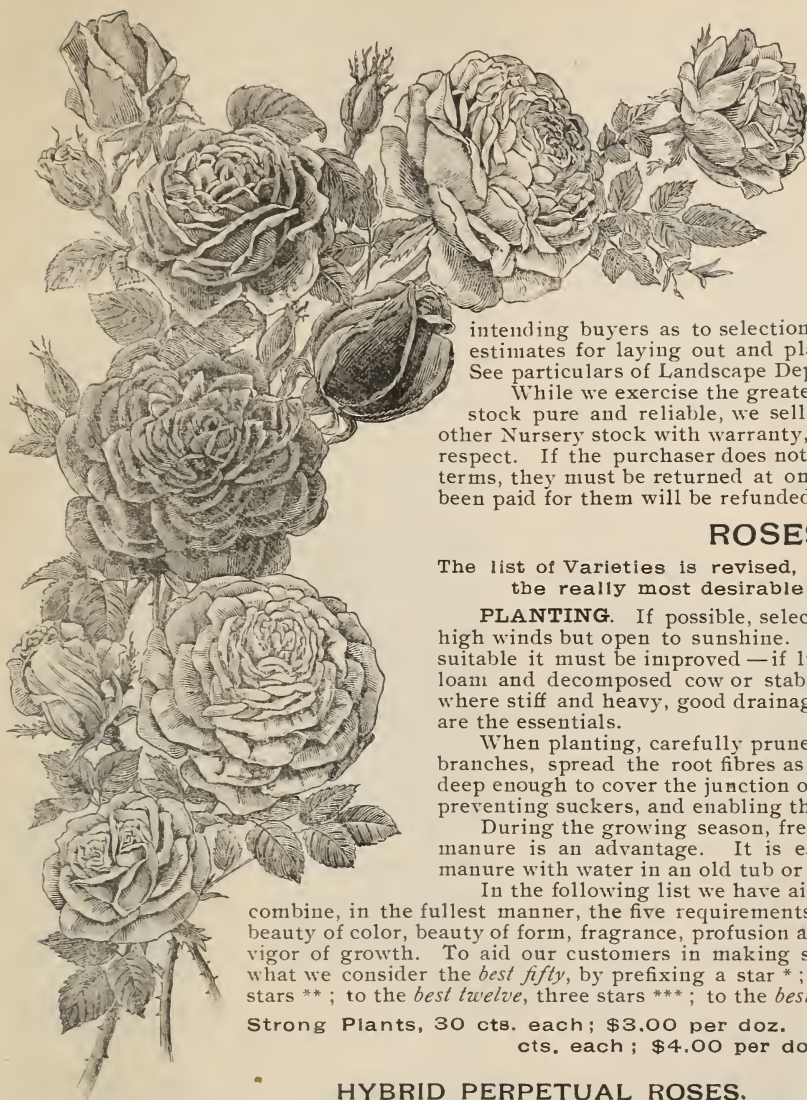 intending buyers as to selection
estimates for laying out and pl
See particulars of Landscape De
While we exercise the greate
stock pure and reliable, we sell
other Nursery stock with warranty,
respect. If the purchaser does not
terms, they must be returned at on
been paid for them will be refunded
ROSES
The list of Varieties is revised,
the really most desirable
PLANTING. If possible, selec
high winds but open to sunshine.
suitable it must be improved — if l
loam and decomposed cow or stab
where stiff and heavy, good drainag
are the essentials.
When planting, carefully prune
branches, spread the root fibres as
deep enough to cover the junction o
preventing suckers, and enabling th
During the growing season, fre
manure is an advantage. It is e
manure with water in an old tub or
In the following list we have ai
combine, in the fullest manner, the five requirements
beauty of color, beauty of form, fragrance, profusion a
vigor of growth. To aid our customers in making s
what we consider the best fifty, by prefixing a star * ;
stars ** ; to the best twelve, three stars *** ; to the bes
Strong Plants, 30 cts. each ; $3.00 per doz.
cts. each ; $4.00 per do
HYBRID PERPETUAL ROSES.